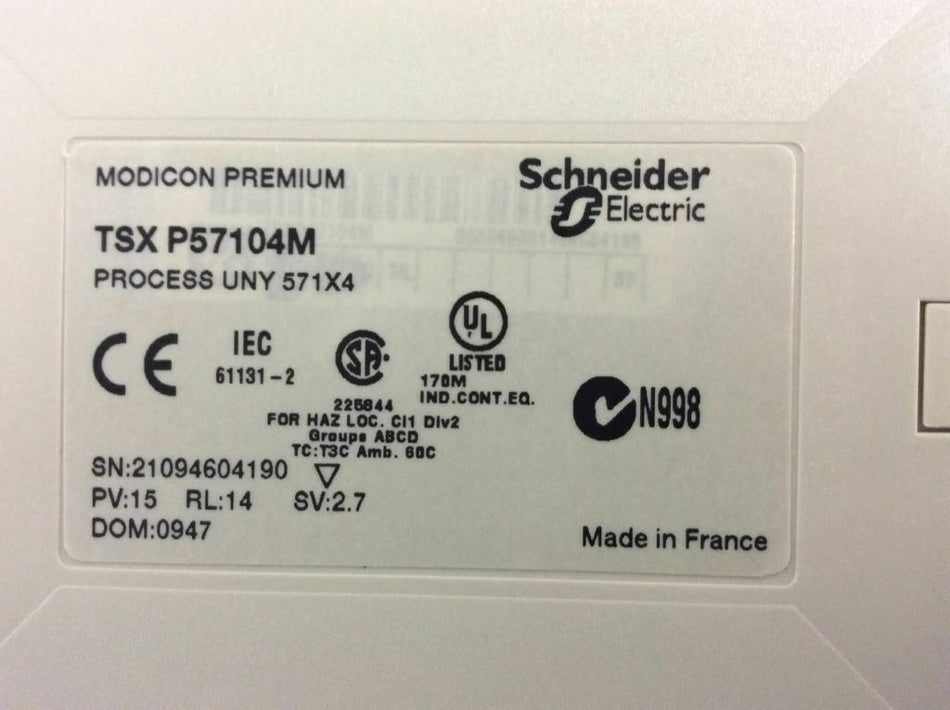 MODICON PREMIUM
Schneider
Electric
TSX P57104M
PROCESS UNY 571X4
CE
IEC
61131-2
SA
UL
LISTED
170M
IND.CONT.EQ.
225844
FOR HAZ LOC. Cl1 Div2
Groups ABCD
TC:T3C Amb. 60C
N998
SN:21094604190
PV:15 RL:14 SV:2.7
DOM:0947
Made in France